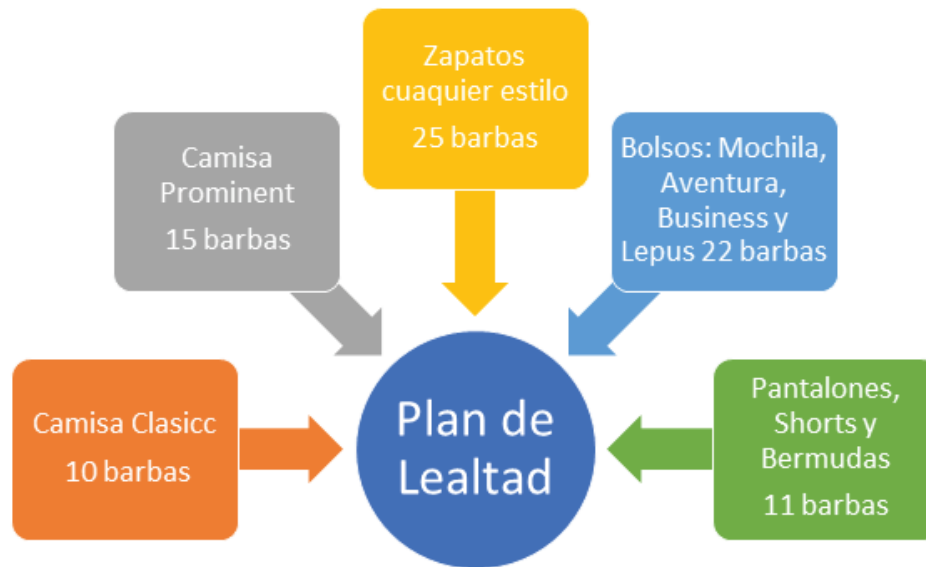 Zapatos
cuaquier estilo
25 barbas
Camisa
Prominent
15 barbas
Bolsos: Mochila,
Aventura,
Business y
Lepus 22 barbas
Camisa Clasicc
10 barbas
Plan de
Lealtad
Pantalones,
Shorts y
Bermudas
11 barbas